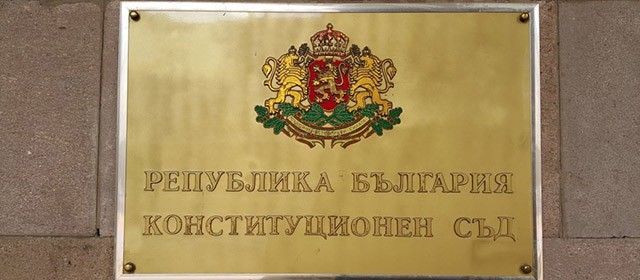 РЕПУБЛИКА БЪЛГАРИЯ
КОНСТИТУЦИОНЕН СЪД